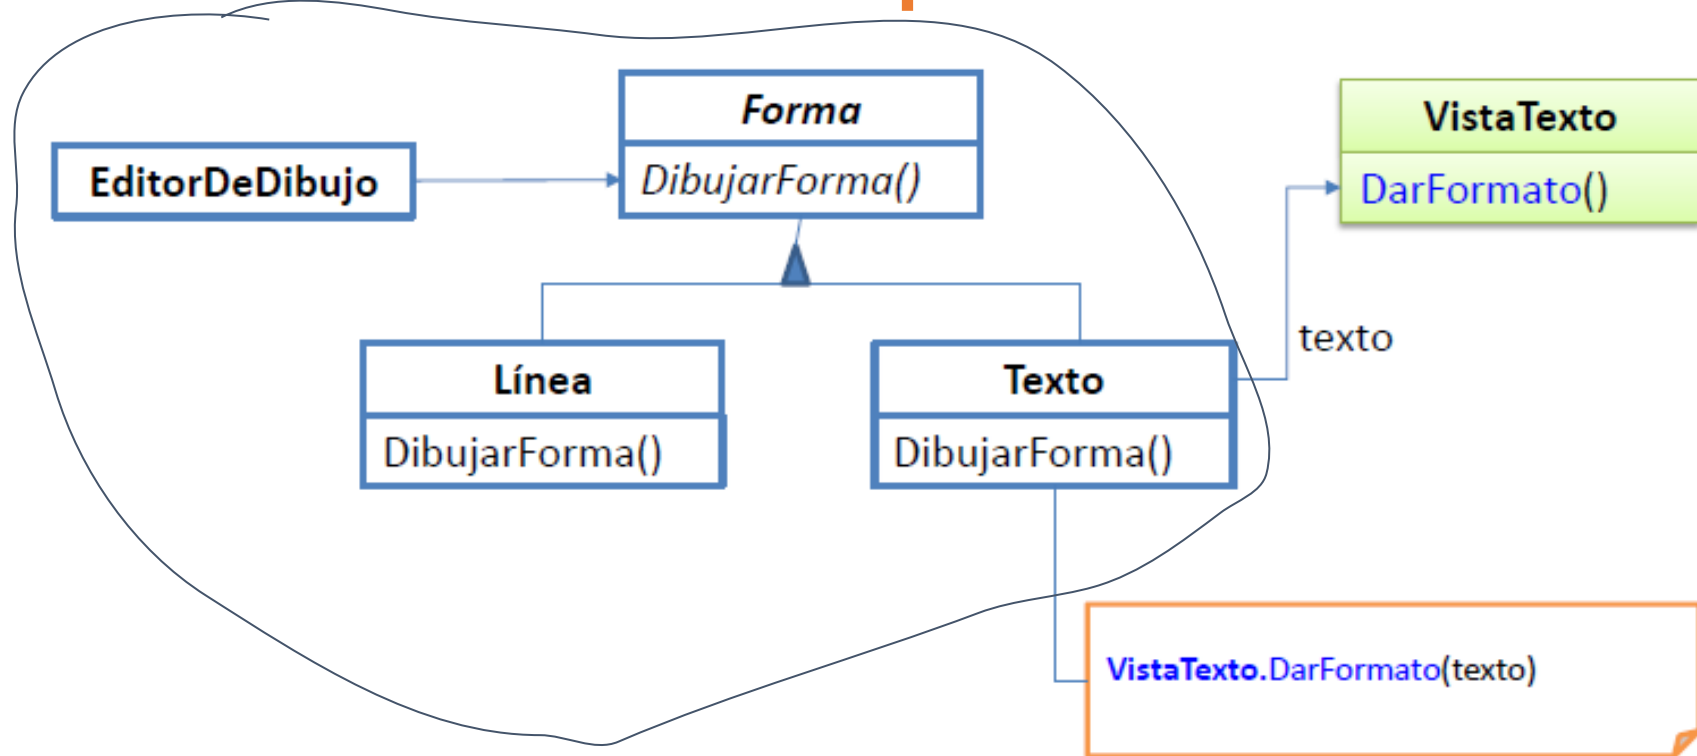 Forma
DibujarForma()
EditorDeDibujo
VistaTexto
DarFormato()
texto
Línea
DibujarForma()
Texto
DibujarForma()
VistaTexto.DarFormato(texto)